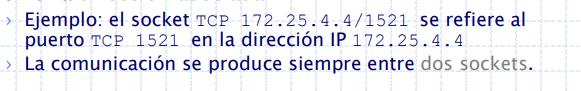 › Ejemplo: el socket TCP 172.25.4.4/1521 se refiere al
puerto TCP 1521 en la dirección IP 172.25.4.4
› La comunicación se produce siempre entre dos sockets.